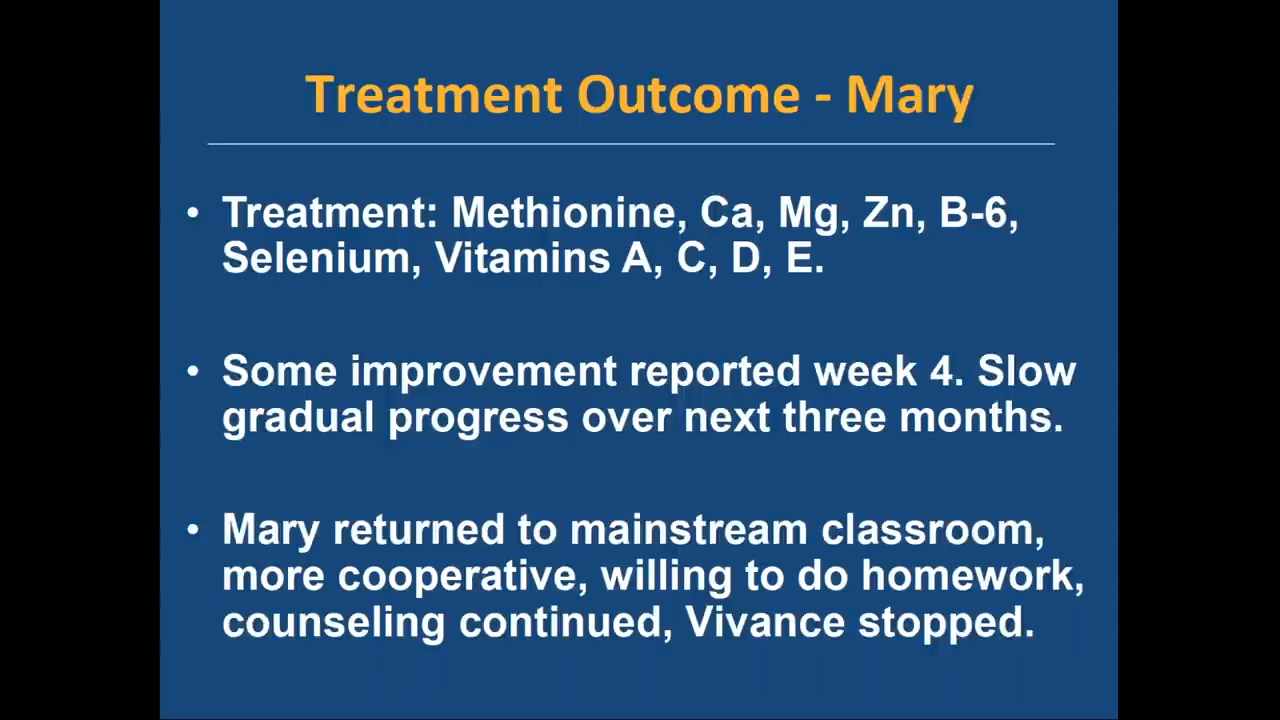 Treatment Outcome - Mary
• Treatment: Methionine, Ca, Mg, Zn, B-6,
Selenium, Vitamins A, C, D, E.
• Some improvement reported week 4. Slow
gradual progress over next three months.
• Mary returned to mainstream classroom,
more cooperative, willing to do homework,
counseling continued, Vivance stopped.